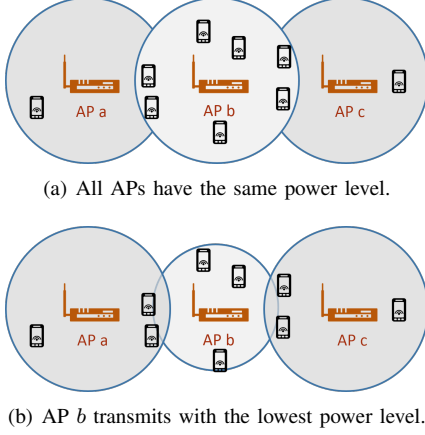 AP a
AP b
AP c
(a) All APs have the same power level.
AP a
AP b
AP c
(b) AP b transmits with the lowest power level.